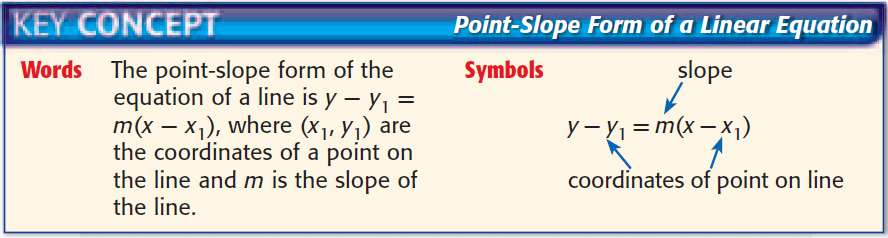 KEY CONCEPT
Point-Slope Form of a Linear Equation
Words The point-slope form of the
equation of a line is y – y₁ =
m(x – x₁), where (x₁, y₁) are
the coordinates of a point on
the line and m is the slope of
the line.
Symbols
slope
y – y₁ = m(x – x₁)
coordinates of point on line